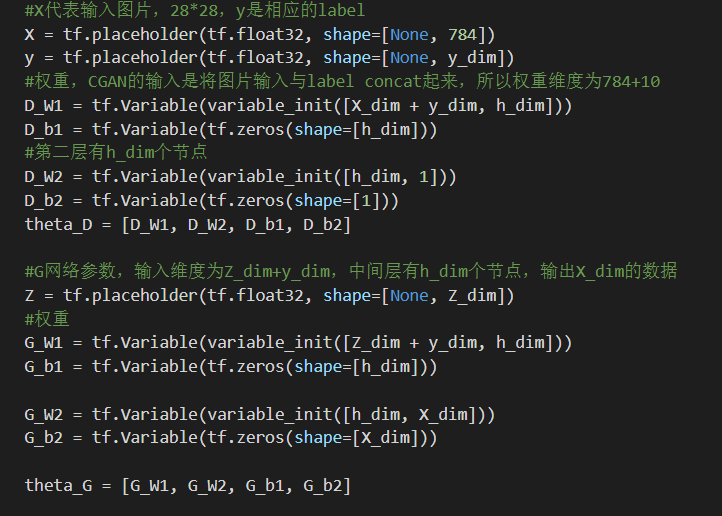 #X代表输入图片，28*28，y是相应的label
X = tf.placeholder(tf.float32, shape=[None, 784])
y = tf.placeholder(tf.float32, shape=[None, y_dim])
#权重，CGAN的输入是将图片输入与label concat起来，所以权重维度为784+10
D_W1 = tf.Variable(variable_init([X_dim + y_dim, h_dim]))
D_b1 = tf.Variable(tf.zeros(shape=[h_dim]))
#第二层有h_dim个节点
D_W2 = tf.Variable(variable_init([h_dim, 1]))
D_b2 = tf.Variable(tf.zeros(shape=[1]))
theta_D = [D_W1, D_W2, D_b1, D_b2]
#G网络参数，输入维度为Z_dim+y_dim，中间层有h_dim个节点，输出X_dim的数据
Z = tf.placeholder(tf.float32, shape=[None, Z_dim])
#权重
G_W1 = tf.Variable(variable_init([Z_dim + y_dim, h_dim]))
G_b1 = tf.Variable(tf.zeros(shape=[h_dim]))
G_W2 = tf.Variable(variable_init([h_dim, X_dim]))
G_b2 = tf.Variable(tf.zeros(shape=[X_dim]))
theta_G = [G_W1, G_W2, G_b1, G_b2]